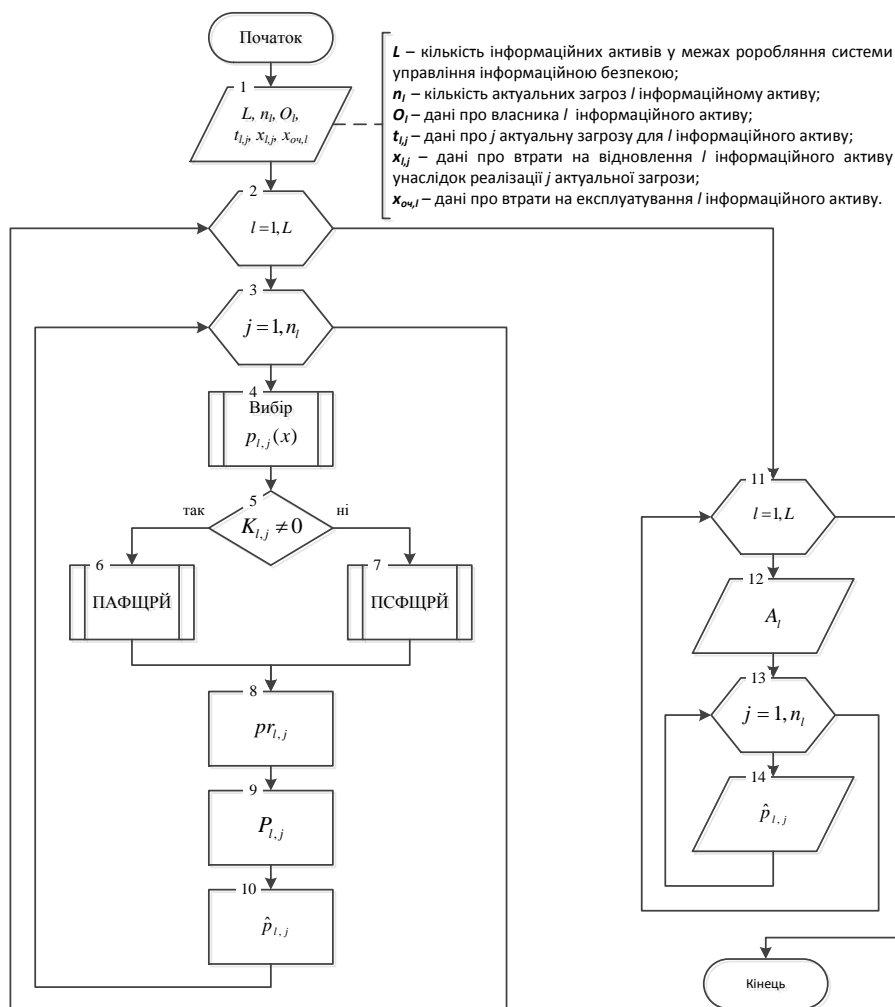 Початок
1
L, nl, Ol,
tl,j, xl,j, xоч,l
L – кількість інформаційних активів у межах роробляння системи
управління інформаційною безпекою;
nl – кількість актуальних загроз l інформаційному активу;
Ol – дані про власника l інформаційного активу;
tl,j – дані про j актуальну загрозу для l інформаційного активу;
xl,j – дані про втрати на відновлення l інформаційного активу
унаслідок реалізації j актуальної загрози;
xоч,l – дані про втрати на експлуатування l інформаційного активу.
2
l=1, L
3
j = 1, nl
4
Вибір
pl,j(x)
5
так
Kl,j ≠ 0
ні
6
ПАФЩРЙ
7
ПСФЩРЙ
8
prl,j
9
Pl,j
10
p̂l,j
11
l=1, L
12
Al
13
j = 1, nl
14
p̂l,j
Кінець